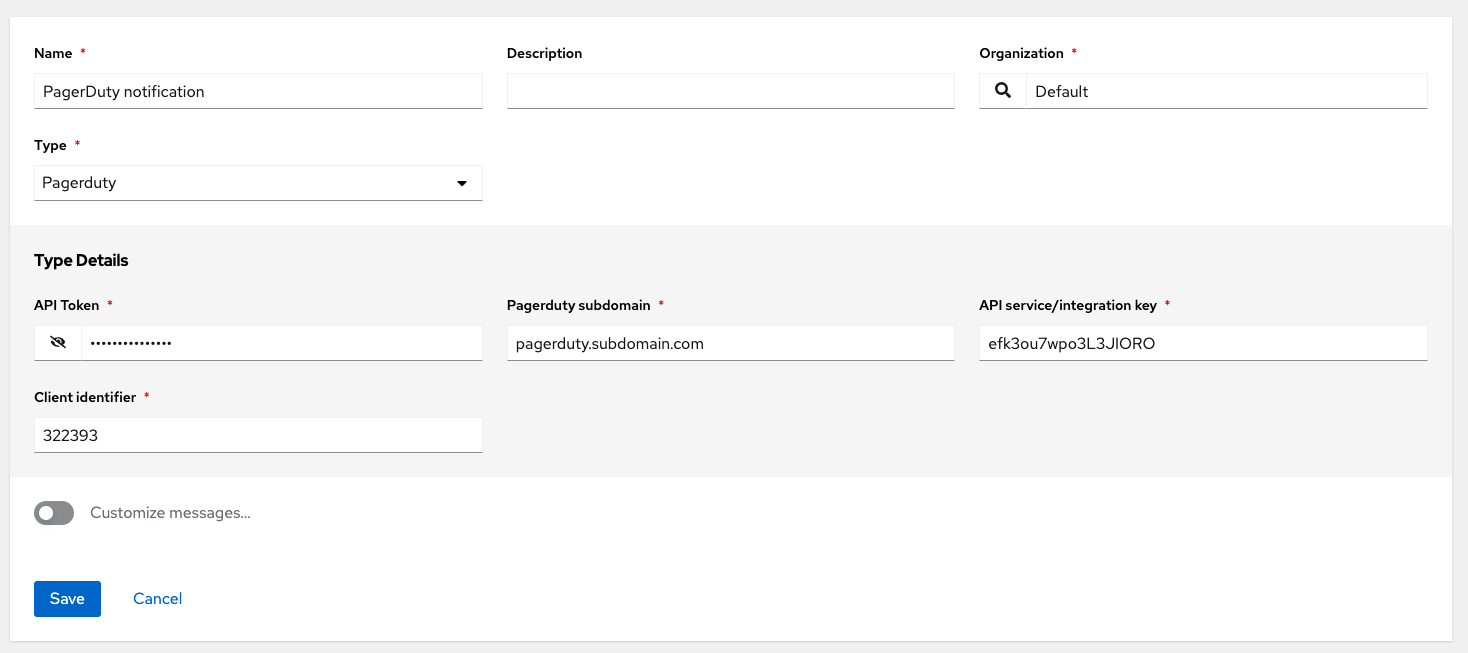 Name *
Description
Organization *
PagerDuty notification
Default
Type *
Pagerduty
Type Details
API Token *
Pagerduty subdomain *
API service/integration key *
•••••••••••••••
pagerduty.subdomain.com
efk3ou7wpo3L3JIORO
Client identifier *
322393
Customize messages...
Save
Cancel